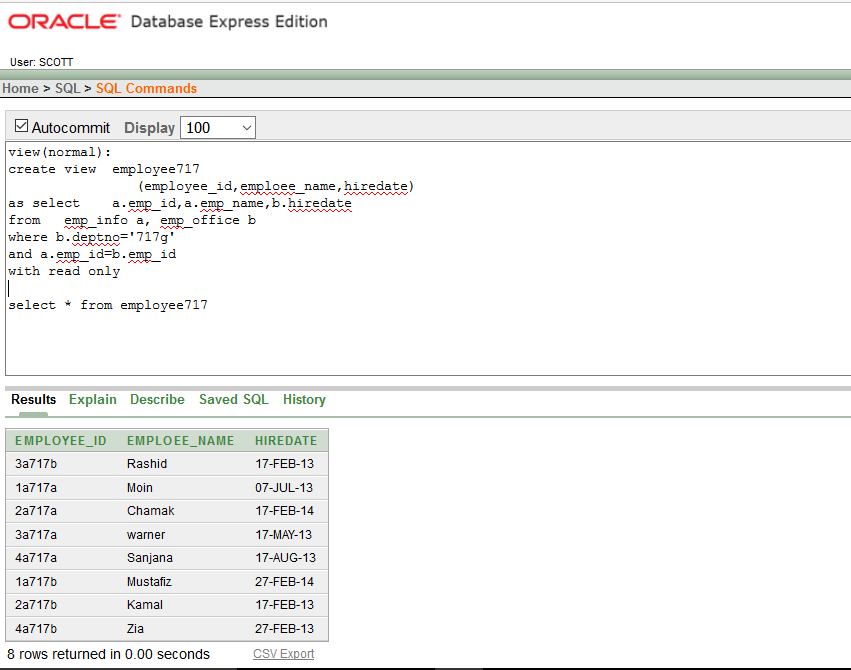 ORACLE® Database Express Edition
User: SCOTT
Home > SQL > SQL Commands
Autocommit Display 100
view(normal):
create view employee717
(employee_id,emploee_name,hiredate)
as select a.emp_id,a.emp_name,b.hiredate
from emp_info a, emp_office b
where b.deptno='717g'
and a.emp_id=b.emp_id
with read only
select * from employee717
Results Explain Describe Saved SQL History
EMPLOYEE_ID EMPLOEE_NAME HIREDATE
3a717b Rashid 17-FEB-13
1a717a Moin 07-JUL-13
2a717a Chamak 17-FEB-14
3a717a warner 17-MAY-13
4a717a Sanjana 17-AUG-13
1a717b Mustafiz 27-FEB-14
2a717b Kamal 17-FEB-13
4a717b Zia 27-FEB-13
8 rows returned in 0.00 seconds CSV Export